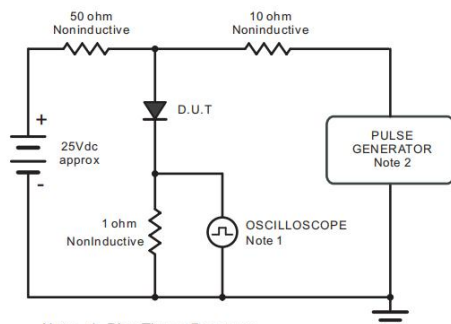 50 ohm
Noninductive
10 ohm
Noninductive
D.U.T
+
25Vdc
approx
-
PULSE
GENERATOR
Note 2
1 ohm
NonInductive
OSCILLOSCOPE
Note 1